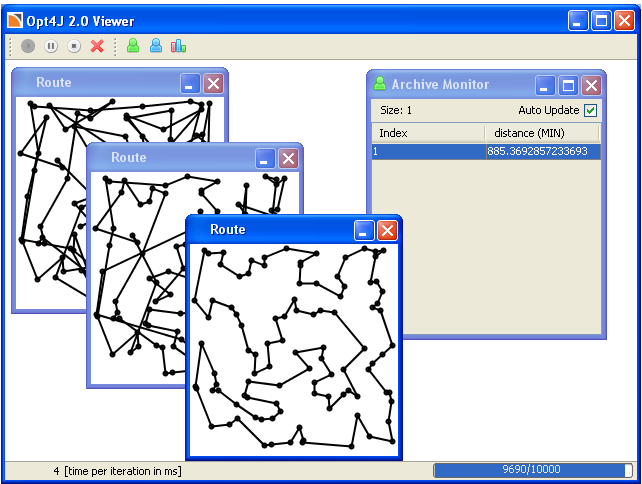 Opt4J 2.0 Viewer
Route
Archive Monitor
Size: 1 Auto Update
Index distance (MIN)
1 885.3692857233693
Route
Route
4 [time per iteration in ms] 9690/10000